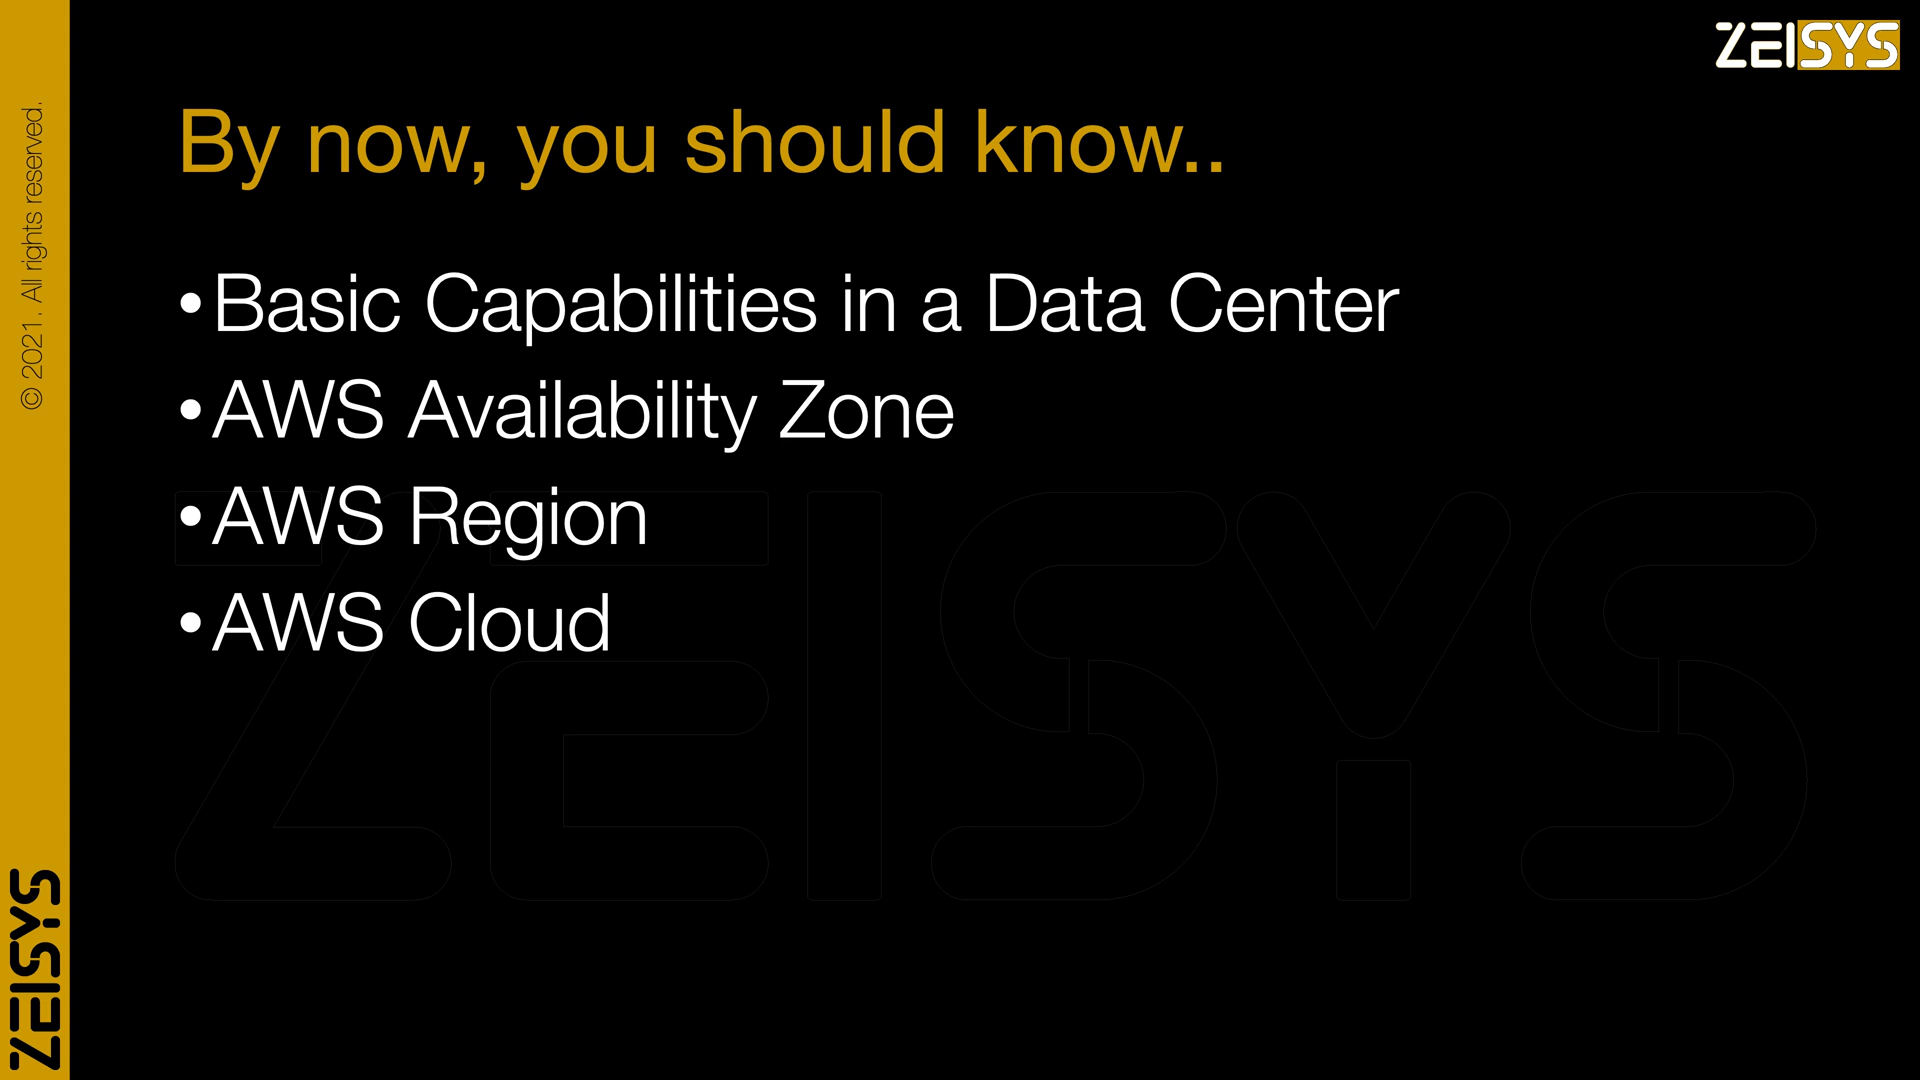 ZEISYS
© 2021. All rights reserved.
By now, you should know..
•Basic Capabilities in a Data Center
•AWS Availability Zone
•AWS Region
•AWS Cloud
ZEISYS
ZEISYS